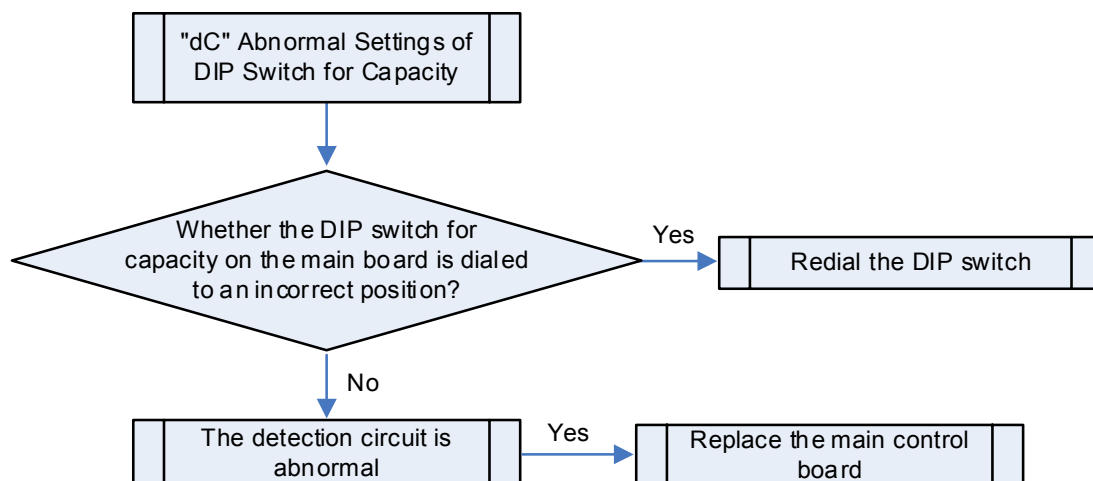 "dC" Abnormal Settings of
DIP Switch for Capacity
Whether the DIP switch for
capacity on the main board is dialed
to an incorrect position?
Yes
Redial the DIP switch
No
The detection circuit is
abnormal
Yes
Replace the main control
board